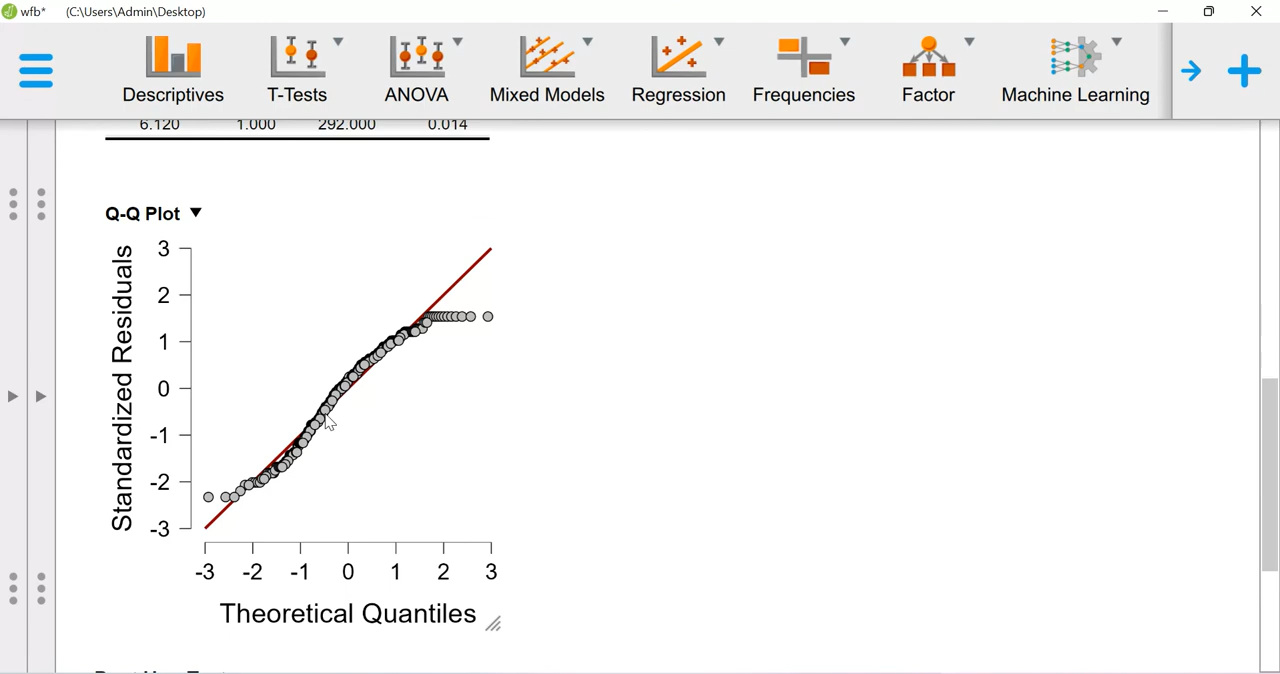 wfb* (C:\Users\Admin\Desktop)
Descriptives T-Tests ANOVA Mixed Models Regression Frequencies Factor Machine Learning
6.120 1.000 292.000 0.014
Q-Q Plot ▼
Standardized Residuals
3
2
1
0
-1
-2
-3
-3 -2 -1 0 1 2 3
Theoretical Quantiles